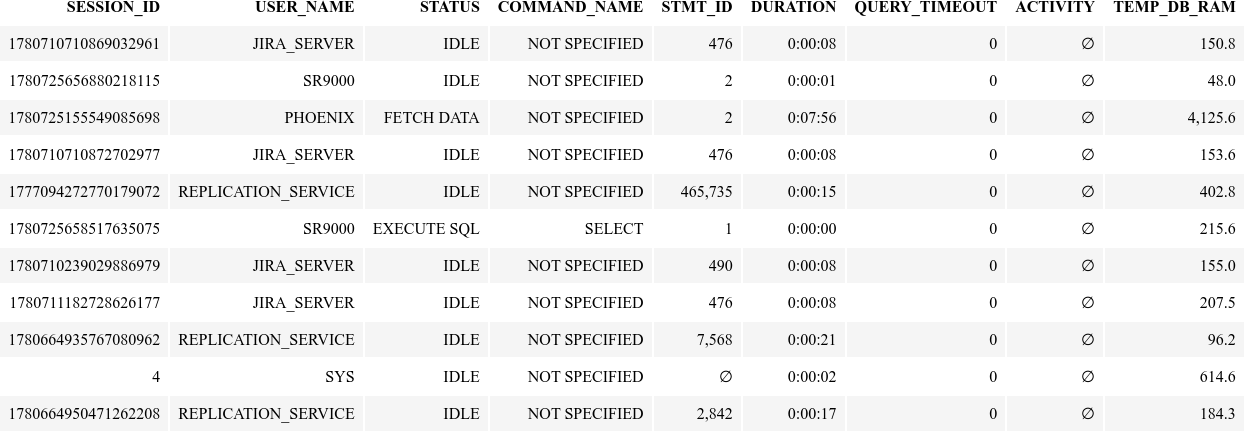 SESSION_ID USER_NAME STATUS COMMAND_NAME STMT_ID DURATION QUERY_TIMEOUT ACTIVITY TEMP_DB_RAM
1780710710869032961 JIRA_SERVER IDLE NOT SPECIFIED 476 0:00:08 0 ∅ 150.8
1780725656880218115 SR9000 IDLE NOT SPECIFIED 2 0:00:01 0 ∅ 48.0
1780725155549085698 PHOENIX FETCH DATA NOT SPECIFIED 2 0:07:56 0 ∅ 4,125.6
1780710710872702977 JIRA_SERVER IDLE NOT SPECIFIED 476 0:00:08 0 ∅ 153.6
1777094272770179072 REPLICATION_SERVICE IDLE NOT SPECIFIED 465,735 0:00:15 0 ∅ 402.8
1780725658517635075 SR9000 EXECUTE SQL SELECT 1 0:00:00 0 ∅ 215.6
1780710239029886979 JIRA_SERVER IDLE NOT SPECIFIED 490 0:00:08 0 ∅ 155.0
1780711182728626177 JIRA_SERVER IDLE NOT SPECIFIED 476 0:00:08 0 ∅ 207.5
1780664935767080962 REPLICATION_SERVICE IDLE NOT SPECIFIED 7,568 0:00:21 0 ∅ 96.2
4 SYS IDLE NOT SPECIFIED ∅ 0:00:02 0 ∅ 614.6
1780664950471262208 REPLICATION_SERVICE IDLE NOT SPECIFIED 2,842 0:00:17 0 ∅ 184.3